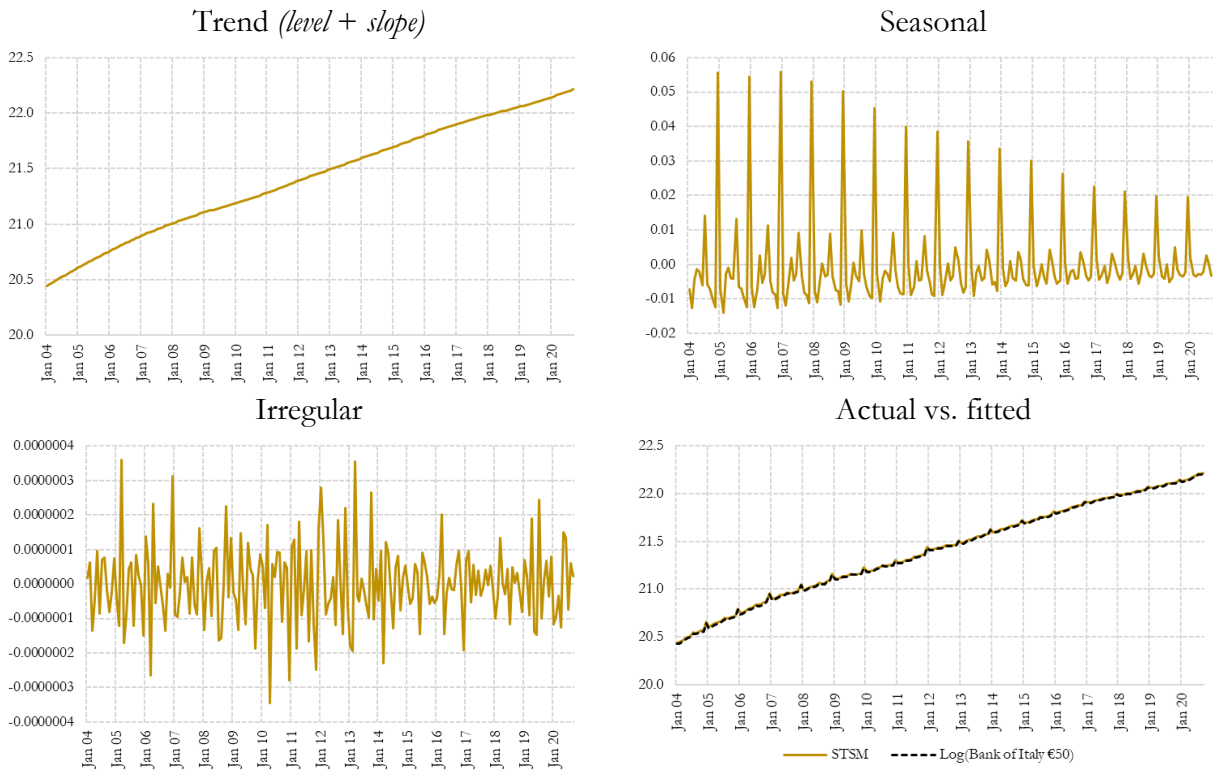 Trend (level + slope)
22.5
22.0
21.5
21.0
20.5
20.0
Jan 04
Jan 05
Jan 06
Jan 07
Jan 08
Jan 09
Jan 10
Jan 11
Jan 12
Jan 13
Jan 14
Jan 15
Jan 16
Jan 17
Jan 18
Jan 19
Jan 20
Seasonal
0.06
0.05
0.04
0.03
0.02
0.01
0.00
-0.01
-0.02
Jan 04
Jan 05
Jan 06
Jan 07
Jan 08
Jan 09
Jan 10
Jan 11
Jan 12
Jan 13
Jan 14
Jan 15
Jan 16
Jan 17
Jan 18
Jan 19
Jan 20
Irregular
0.0000004
0.0000003
0.0000002
0.0000001
0.0000000
-0.0000001
-0.0000002
-0.0000003
-0.0000004
Jan 04
Jan 05
Jan 06
Jan 07
Jan 08
Jan 09
Jan 10
Jan 11
Jan 12
Jan 13
Jan 14
Jan 15
Jan 16
Jan 17
Jan 18
Jan 19
Jan 20
Actual vs. fitted
22.5
22.0
21.5
21.0
20.5
20.0
Jan 04
Jan 05
Jan 06
Jan 07
Jan 08
Jan 09
Jan 10
Jan 11
Jan 12
Jan 13
Jan 14
Jan 15
Jan 16
Jan 17
Jan 18
Jan 19
Jan 20
STSM
Log(Bank of Italy €50)